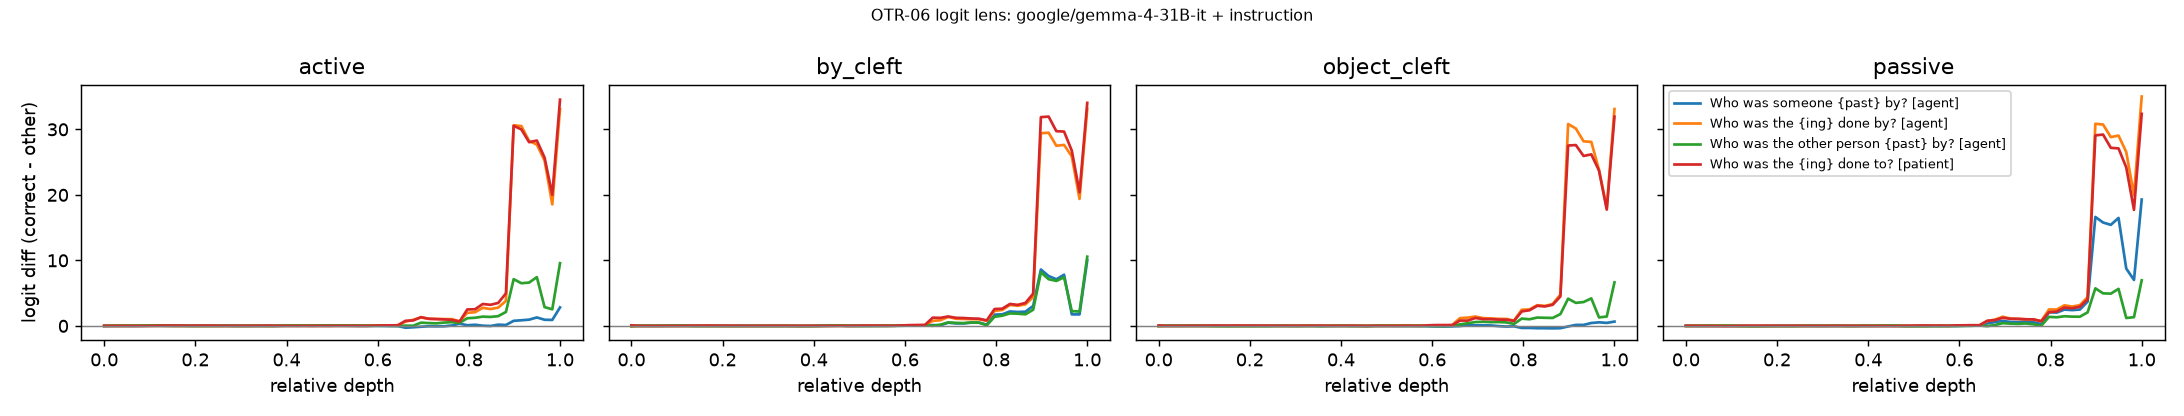 OTR-06 logit lens: google/gemma-4-31B-it + instruction
active
by_cleft
object_cleft
passive
logit diff (correct - other)
30
20
10
0
Who was someone {past} by? [agent]
Who was the {ing} done by? [agent]
Who was the other person {past} by? [agent]
Who was the {ing} done to? [patient]
0.0 0.2 0.4 0.6 0.8 1.0
0.0 0.2 0.4 0.6 0.8 1.0
0.0 0.2 0.4 0.6 0.8 1.0
0.0 0.2 0.4 0.6 0.8 1.0
relative depth
relative depth
relative depth
relative depth